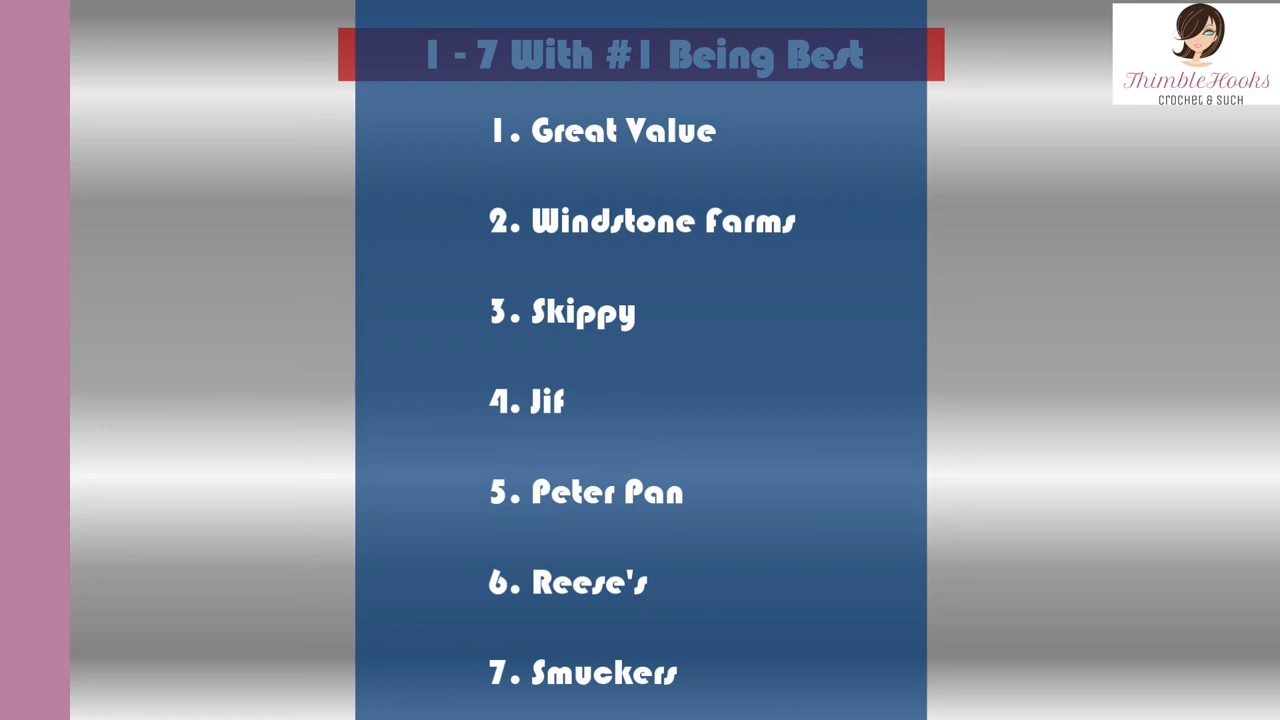 1 - 7 With #1 Being Best
ThimbleHooks
CROCHET & SUCH
1. Great Value
2. Windstone Farms
3. Skippy
4. Jif
5. Peter Pan
6. Reese's
7. Smuckers